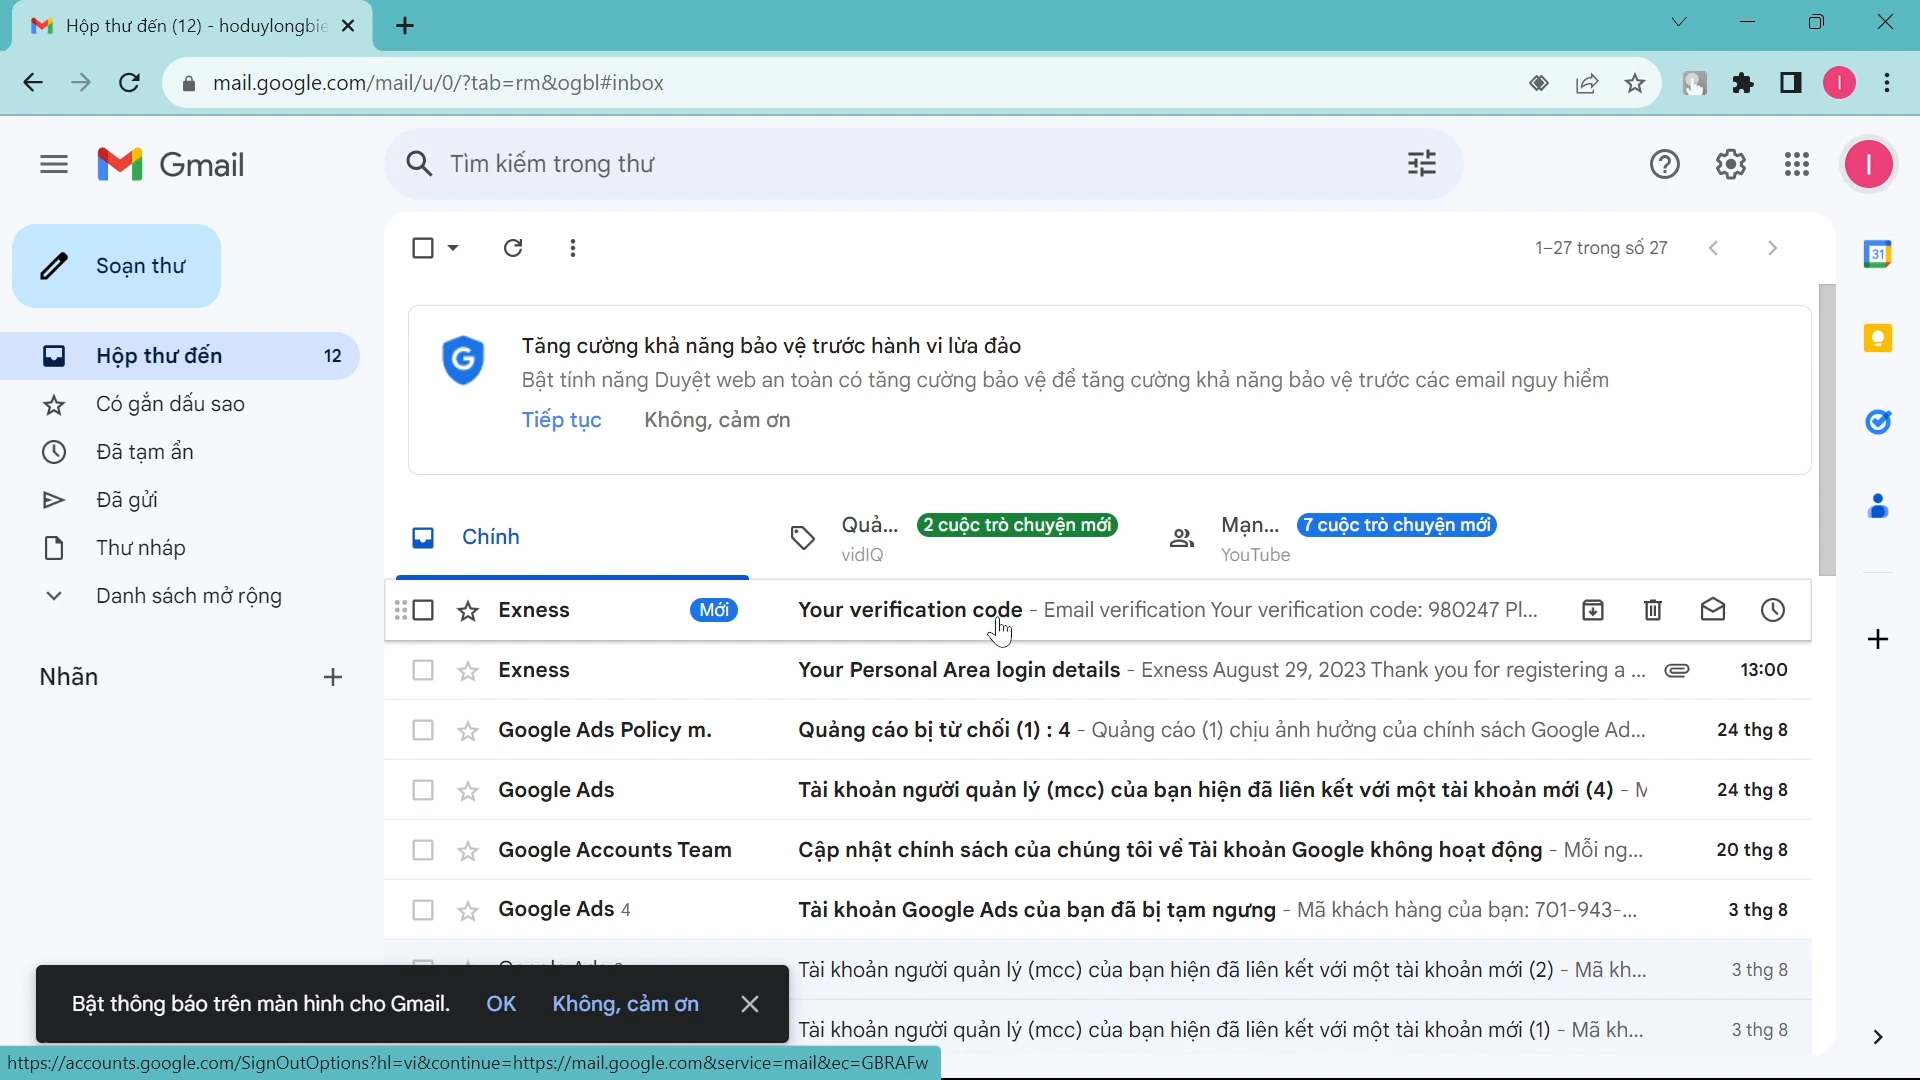 Hộp thư đến (12) - hoduylongbie
mail.google.com/mail/u/0/?tab=rm&ogbl#inbox
I
Gmail
Tìm kiếm trong thư
I
Soạn thư
1–27 trong số 27
31
Hộp thư đến 12
Có gắn dấu sao
Đã tạm ẩn
Đã gửi
Thư nháp
Danh sách mở rộng
Nhãn
G
Tăng cường khả năng bảo vệ trước hành vi lừa đảo
Bật tính năng Duyệt web an toàn có tăng cường bảo vệ để tăng cường khả năng bảo vệ trước các email nguy hiểm
Tiếp tục Không, cảm ơn
Chính
Quả... 2 cuộc trò chuyện mới
vidIQ
Mạn... 7 cuộc trò chuyện mới
YouTube
Exness Mới Your verification code - Email verification Your verification code: 980247 Pl...
Exness Your Personal Area login details - Exness August 29, 2023 Thank you for registering a ... 13:00
Google Ads Policy m. Quảng cáo bị từ chối (1) : 4 - Quảng cáo (1) chịu ảnh hưởng của chính sách Google Ad... 24 thg 8
Google Ads Tài khoản người quản lý (mcc) của bạn hiện đã liên kết với một tài khoản mới (4) - 24 thg 8
Google Accounts Team Cập nhật chính sách của chúng tôi về Tài khoản Google không hoạt động - Mỗi ng... 20 thg 8
Google Ads 4 Tài khoản Google Ads của bạn đã bị tạm ngưng - Mã khách hàng của bạn: 701-943-... 3 thg 8
Tài khoản người quản lý (mcc) của bạn hiện đã liên kết với một tài khoản mới (2) - Mã kh... 3 thg 8
Tài khoản người quản lý (mcc) của bạn hiện đã liên kết với một tài khoản mới (1) - Mã kh... 3 thg 8
Bật thông báo trên màn hình cho Gmail. OK Không, cảm ơn
https://accounts.google.com/SignOutOptions?hl=vi&continue=https://mail.google.com&service=mail&ec=GBRAFw